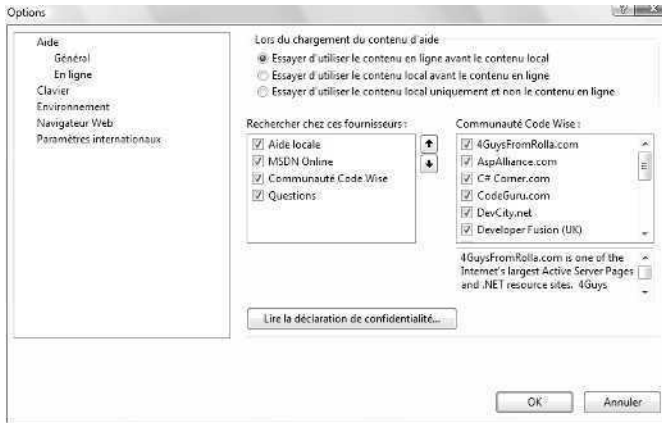 Options
Aide
Général
En ligne
Clavier
Environnement
Navigateur Web
Paramètres internationaux
Lors du chargement du contenu d'aide
Essayer d'utiliser le contenu en ligne avant le contenu local
Essayer d'utiliser le contenu local avant le contenu en ligne
Essayer d'utiliser le contenu local uniquement et non le contenu en ligne
Rechercher chez ces fournisseurs :
Aide locale
MSDN Online
Communauté Code Wise
Questions
Communauté Code Wise :
4GuysFromRolla.com
AspAlliance.com
C# Corner.com
CodeGuru.com
DevCity.net
Developer Fusion (UK)
4GuysFromRolla.com is one of the
Internet's largest Active Server Pages
and .NET resource sites. 4Guys
Lire la déclaration de confidentialité...
OK
Annuler